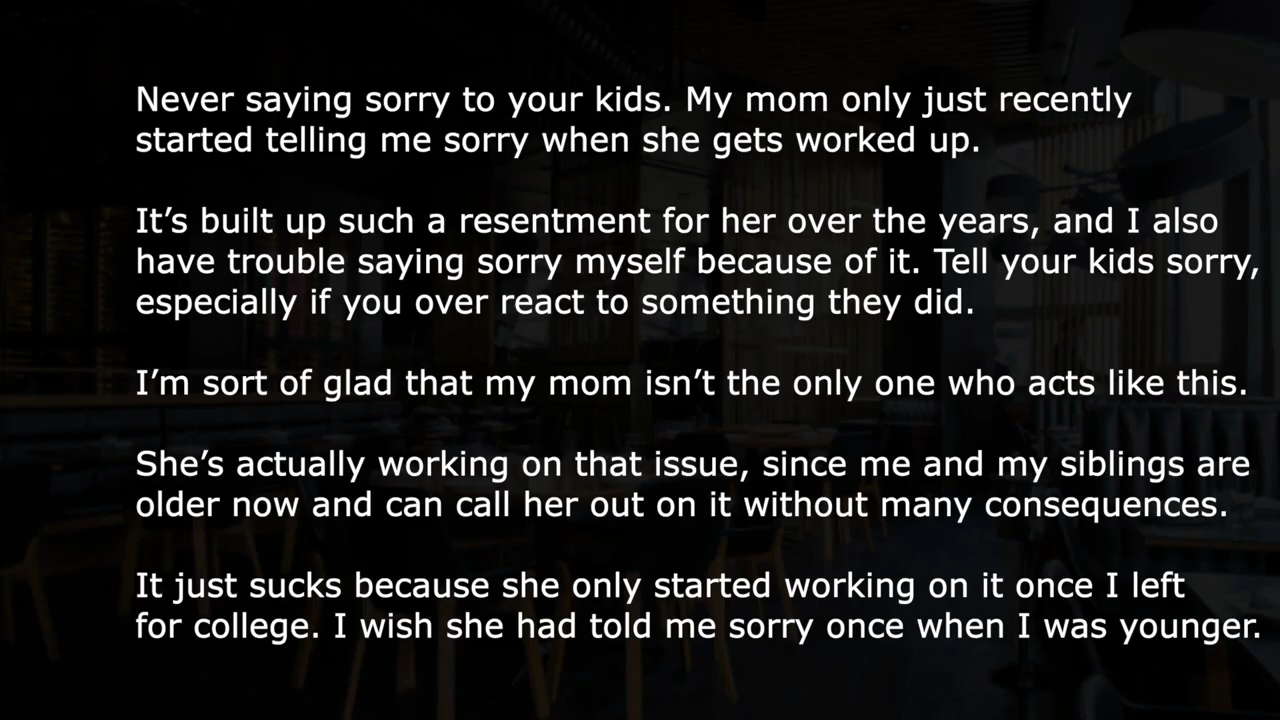 Never saying sorry to your kids. My mom only just recently
started telling me sorry when she gets worked up.
It’s built up such a resentment for her over the years, and I also
have trouble saying sorry myself because of it. Tell your kids sorry,
especially if you over react to something they did.
I’m sort of glad that my mom isn’t the only one who acts like this.
She’s actually working on that issue, since me and my siblings are
older now and can call her out on it without many consequences.
It just sucks because she only started working on it once I left
for college. I wish she had told me sorry once when I was younger.